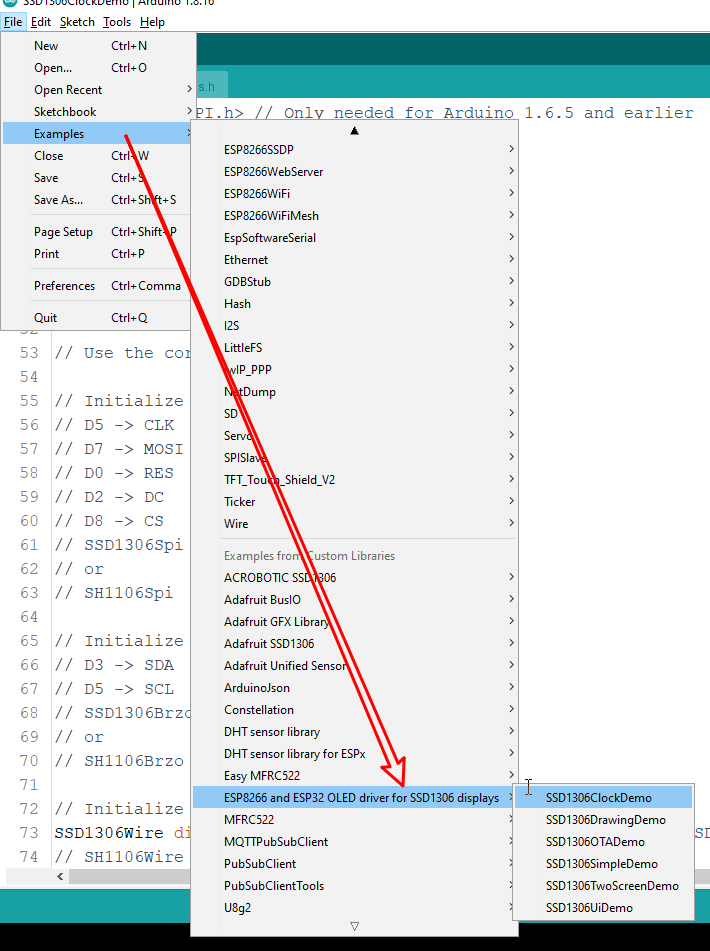 SSD1306ClockDemo | Arduino 1.8.16
File Edit Sketch Tools Help
New Ctrl+N
Open... Ctrl+O
Open Recent
Sketchbook
Examples
Close Ctrl+W
Save Ctrl+S
Save As... Ctrl+Shift+S
Page Setup Ctrl+Shift+P
Print Ctrl+P
Preferences Ctrl+Comma
Quit Ctrl+Q
s.h
PI.h> // Only needed for Arduino 1.6.5 and earlier
ESP8266SSDP
ESP8266WebServer
ESP8266WiFi
ESP8266WiFiMesh
EspSoftwareSerial
Ethernet
GDBStub
Hash
I2S
LittleFS
lwIP_PPP
NetDump
SD
Servo
SPISlave
TFT_Touch_Shield_V2
Ticker
Wire
Examples from Custom Libraries
ACROBOTIC SSD1306
Adafruit BusIO
Adafruit GFX Library
Adafruit SSD1306
Adafruit Unified Sensor
ArduinoJson
Constellation
DHT sensor library
DHT sensor library for ESPx
Easy MFRC522
ESP8266 and ESP32 OLED driver for SSD1306 displays
MFRC522
MQTTPubSubClient
PubSubClient
PubSubClientTools
U8g2
SSD1306ClockDemo
SSD1306DrawingDemo
SSD1306OTADemo
SSD1306SimpleDemo
SSD1306TwoScreenDemo
SSD1306UiDemo
52
53 // Use the cor
54
55 // Initialize
56 // D5 -> CLK
57 // D7 -> MOSI
58 // D0 -> RES
59 // D2 -> DC
60 // D8 -> CS
61 // SSD1306Spi
62 // or
63 // SH1106Spi
64
65 // Initialize
66 // D3 -> SDA
67 // D5 -> SCL
68 // SSD1306Brzo
69 // or
70 // SH1106Brzo
71
72 // Initialize
73 SSD1306Wire di SD
74 // SH1106Wire